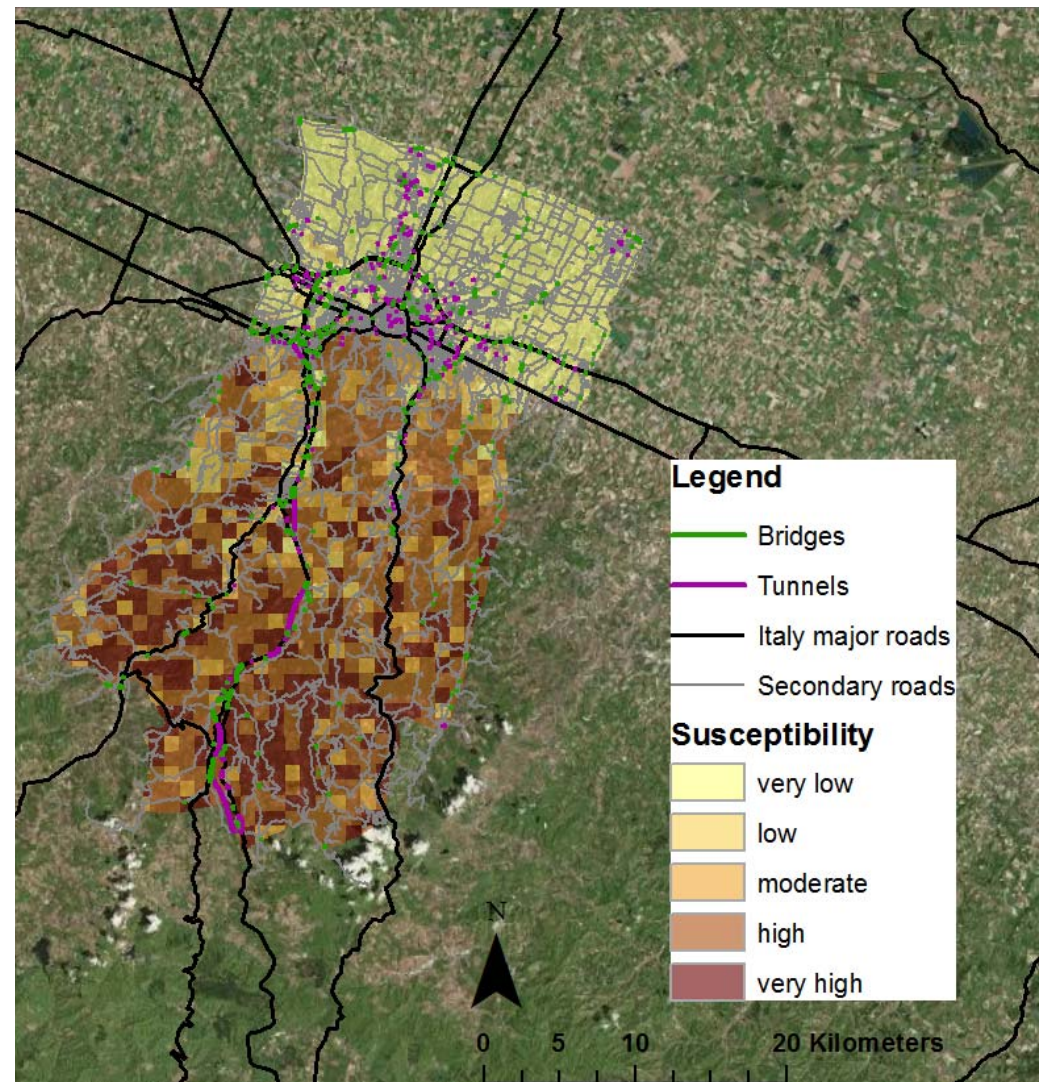 Legend
Bridges
Tunnels
Italy major roads
Secondary roads
Susceptibility
very low
low
moderate
high
very high
N
0 5 10 20 Kilometers